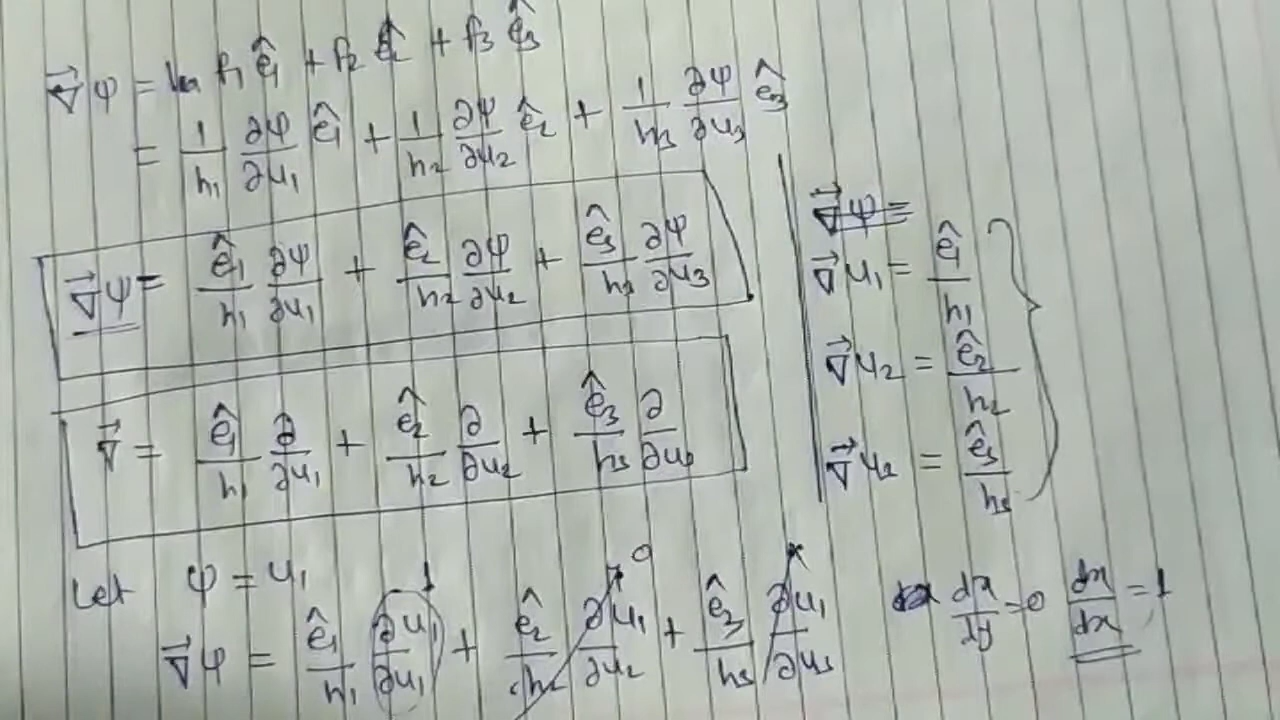 ∇⃗φ = f₁ ê₁ + f₂ ê₂ + f₃ ê₃
= 1/h₁ ∂φ/∂u₁ ê₁ + 1/h₂ ∂φ/∂u₂ ê₂ + 1/h₃ ∂φ/∂u₃ ê₃
∇⃗φ = ê₁/h₁ ∂φ/∂u₁ + ê₂/h₂ ∂φ/∂u₂ + ê₃/h₃ ∂φ/∂u₃
∇⃗ = ê₁/h₁ ∂/∂u₁ + ê₂/h₂ ∂/∂u₂ + ê₃/h₃ ∂/∂u₃
∇⃗φ =
∇⃗u₁ = ê₁/h₁
∇⃗u₂ = ê₂/h₂
∇⃗u₂ = ê₃/h₃
Let φ = u₁
∇⃗φ = ê₁/h₁ ∂u₁/∂u₁ 1 + ê₂/h₂ ∂u₁/∂u₂ 0 + ê₃/h₃ ∂u₁/∂u₃
dx/dy = 0 dx/dx = 1